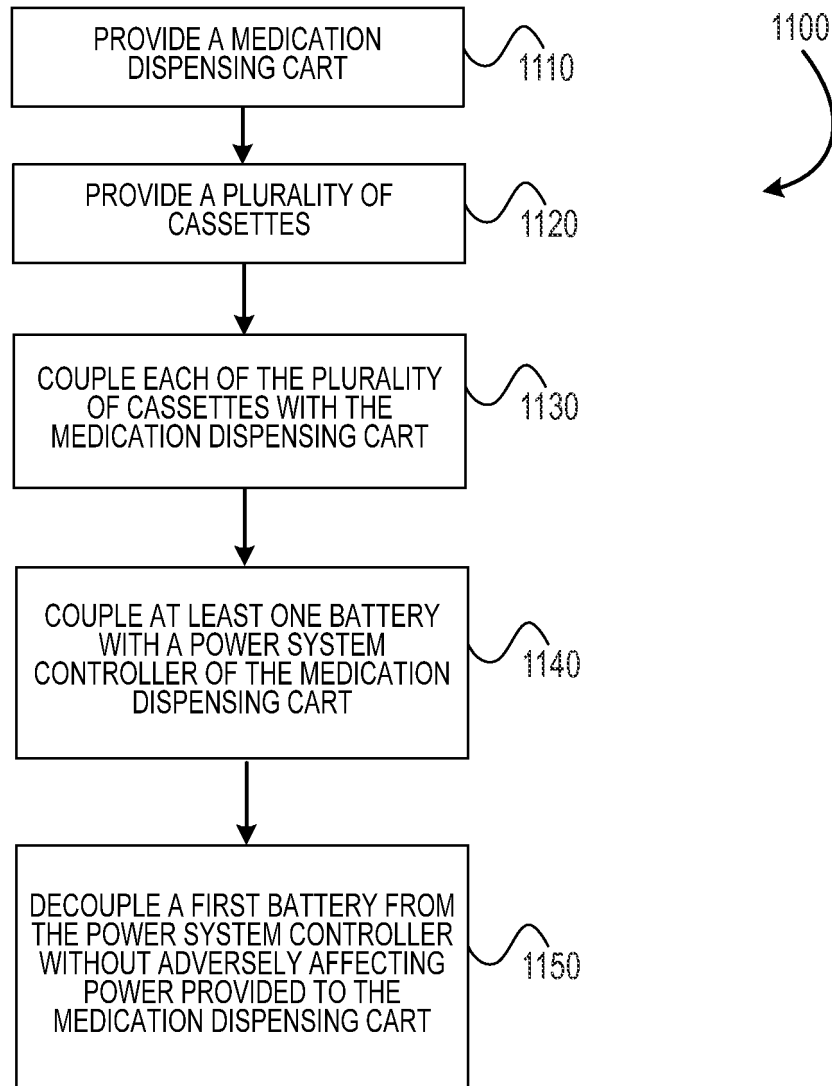 PROVIDE A MEDICATION
DISPENSING CART
1110
1100
PROVIDE A PLURALITY OF
CASSETTES
1120
COUPLE EACH OF THE PLURALITY
OF CASSETTES WITH THE
MEDICATION DISPENSING CART
1130
COUPLE AT LEAST ONE BATTERY
WITH A POWER SYSTEM
CONTROLLER OF THE MEDICATION
DISPENSING CART
1140
DECOUPLE A FIRST BATTERY FROM
THE POWER SYSTEM CONTROLLER
WITHOUT ADVERSELY AFFECTING
POWER PROVIDED TO THE
MEDICATION DISPENSING CART
1150